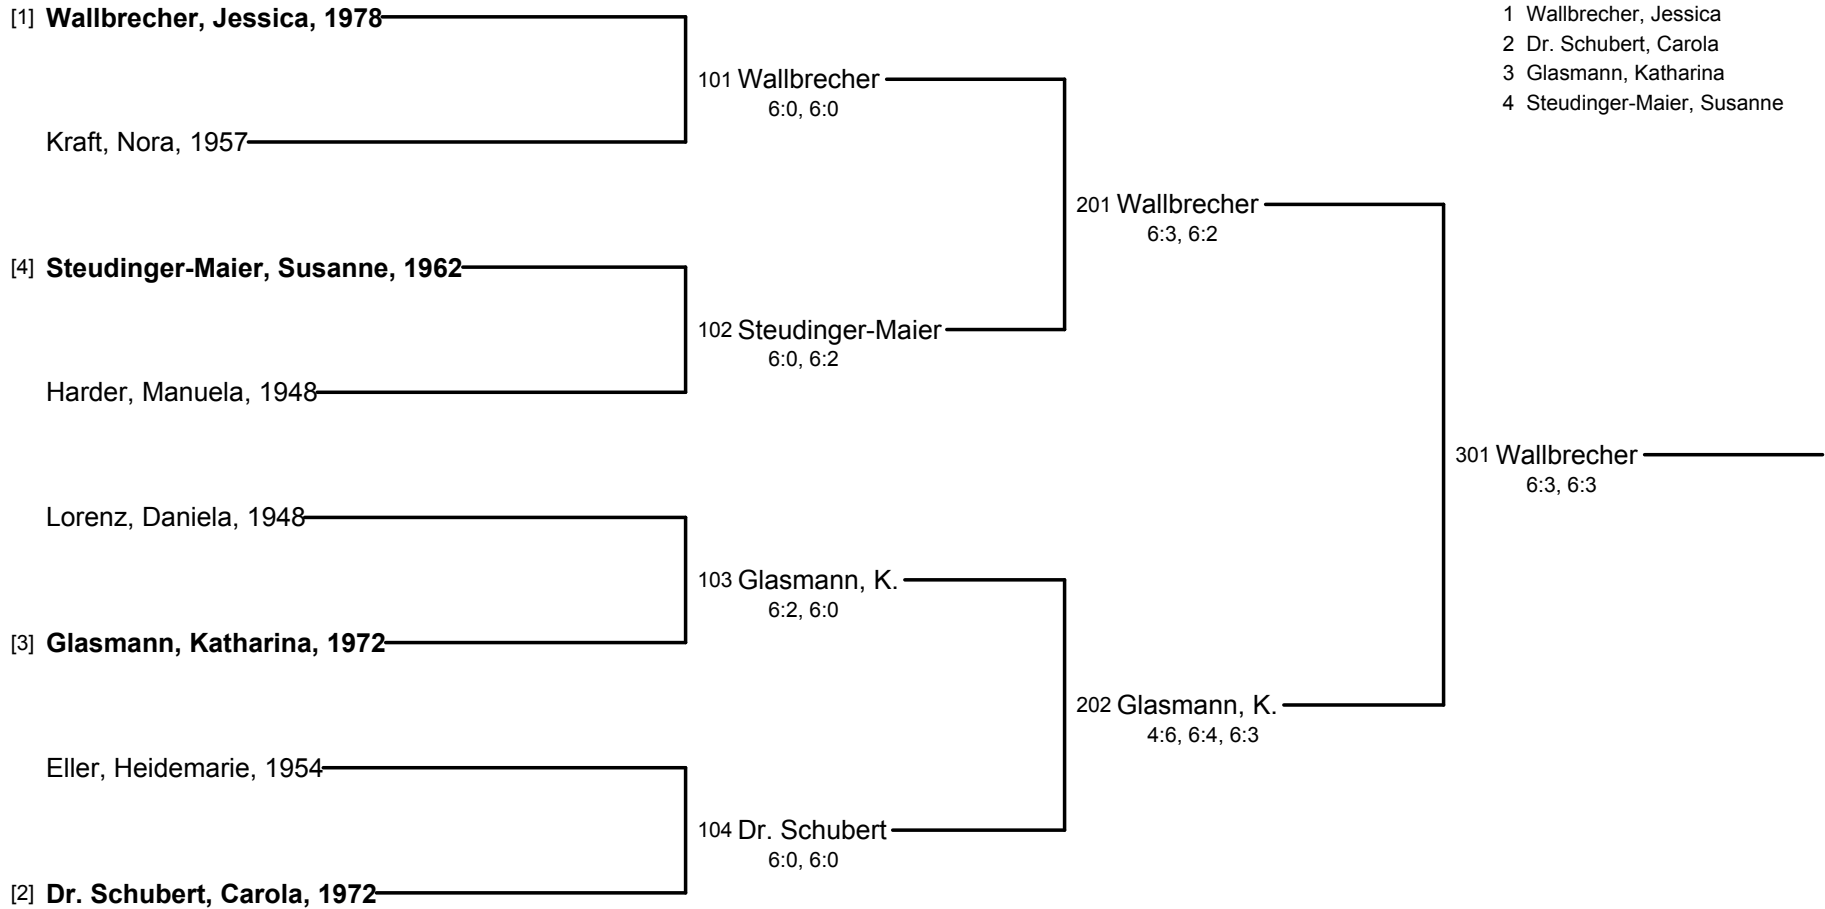 [1] Wallbrecher, Jessica, 1978
Kraft, Nora, 1957
[4] Steudinger-Maier, Susanne, 1962
Harder, Manuela, 1948
Lorenz, Daniela, 1948
[3] Glasmann, Katharina, 1972
Eller, Heidemarie, 1954
[2] Dr. Schubert, Carola, 1972
101 Wallbrecher
6:0, 6:0
102 Steudinger-Maier
6:0, 6:2
103 Glasmann, K.
6:2, 6:0
104 Dr. Schubert
6:0, 6:0
201 Wallbrecher
6:3, 6:2
202 Glasmann, K.
4:6, 6:4, 6:3
301 Wallbrecher
6:3, 6:3
1 Wallbrecher, Jessica
2 Dr. Schubert, Carola
3 Glasmann, Katharina
4 Steudinger-Maier, Susanne